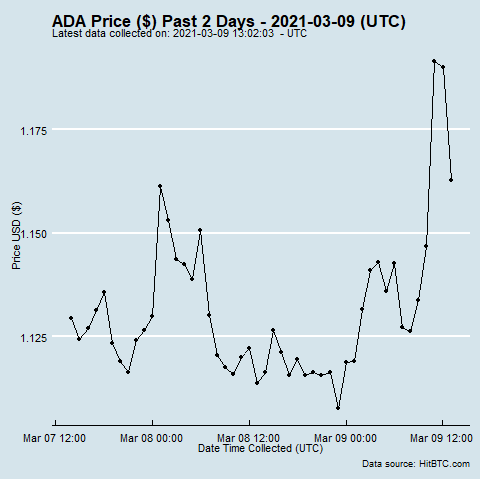 ADA Price ($) Past 2 Days - 2021-03-09 (UTC)
Latest data collected on: 2021-03-09 13:02:03 - UTC
1.175
1.150
1.125
Price USD ($)
Mar 07 12:00 Mar 08 00:00 Mar 08 12:00 Mar 09 00:00 Mar 09 12:00
Date Time Collected (UTC)
Data source: HitBTC.com